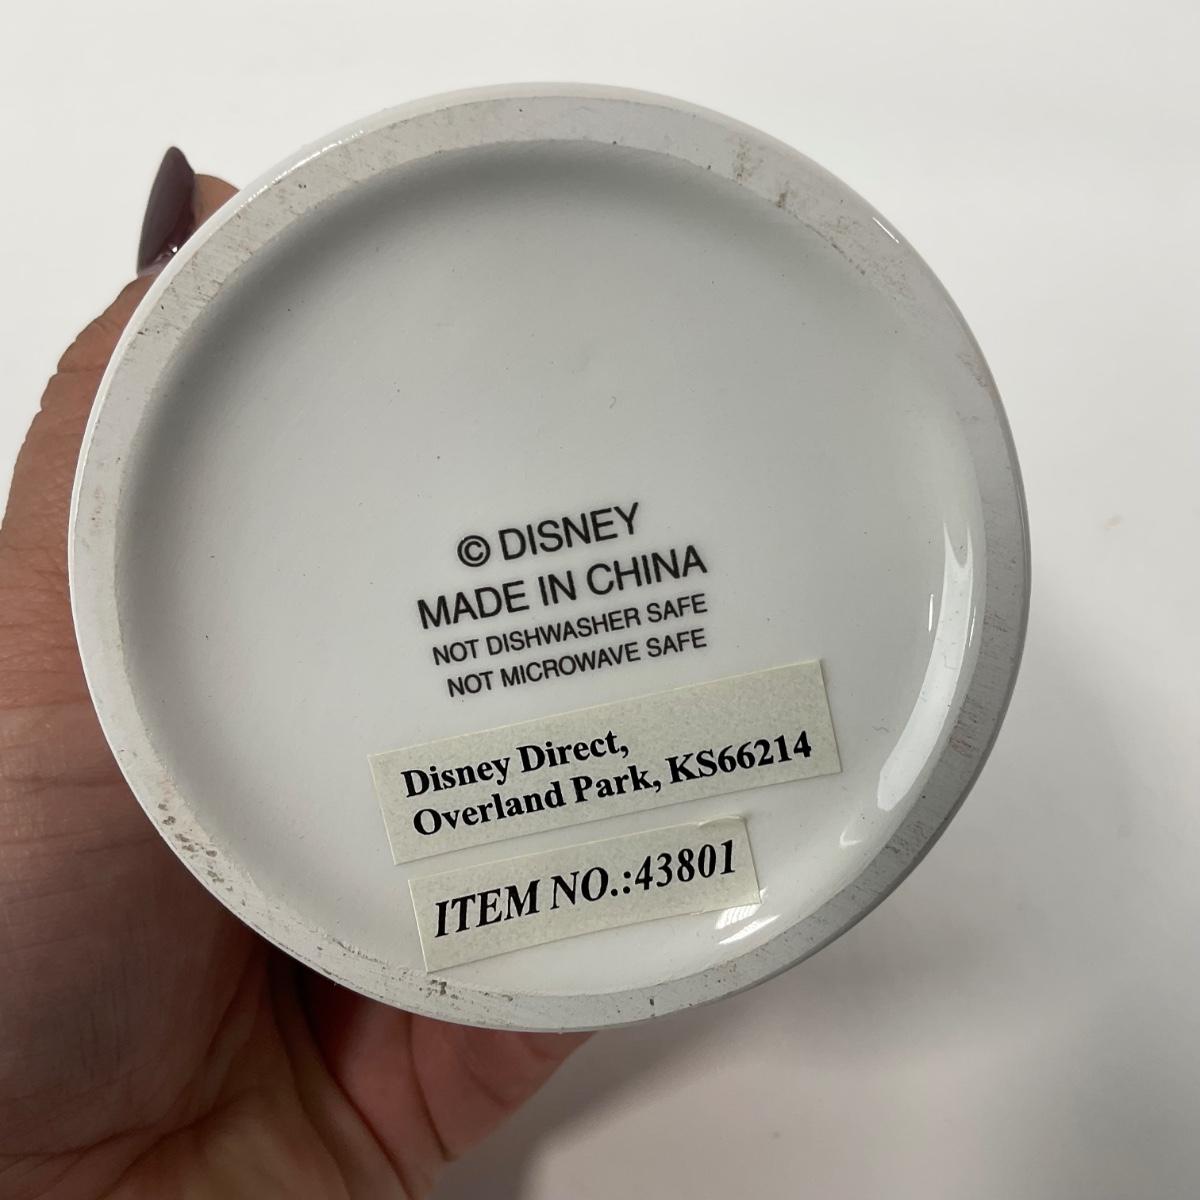 © DISNEY
MADE IN CHINA
NOT DISHWASHER SAFE
NOT MICROWAVE SAFE
Disney Direct,
Overland Park, KS66214
ITEM NO.:43801